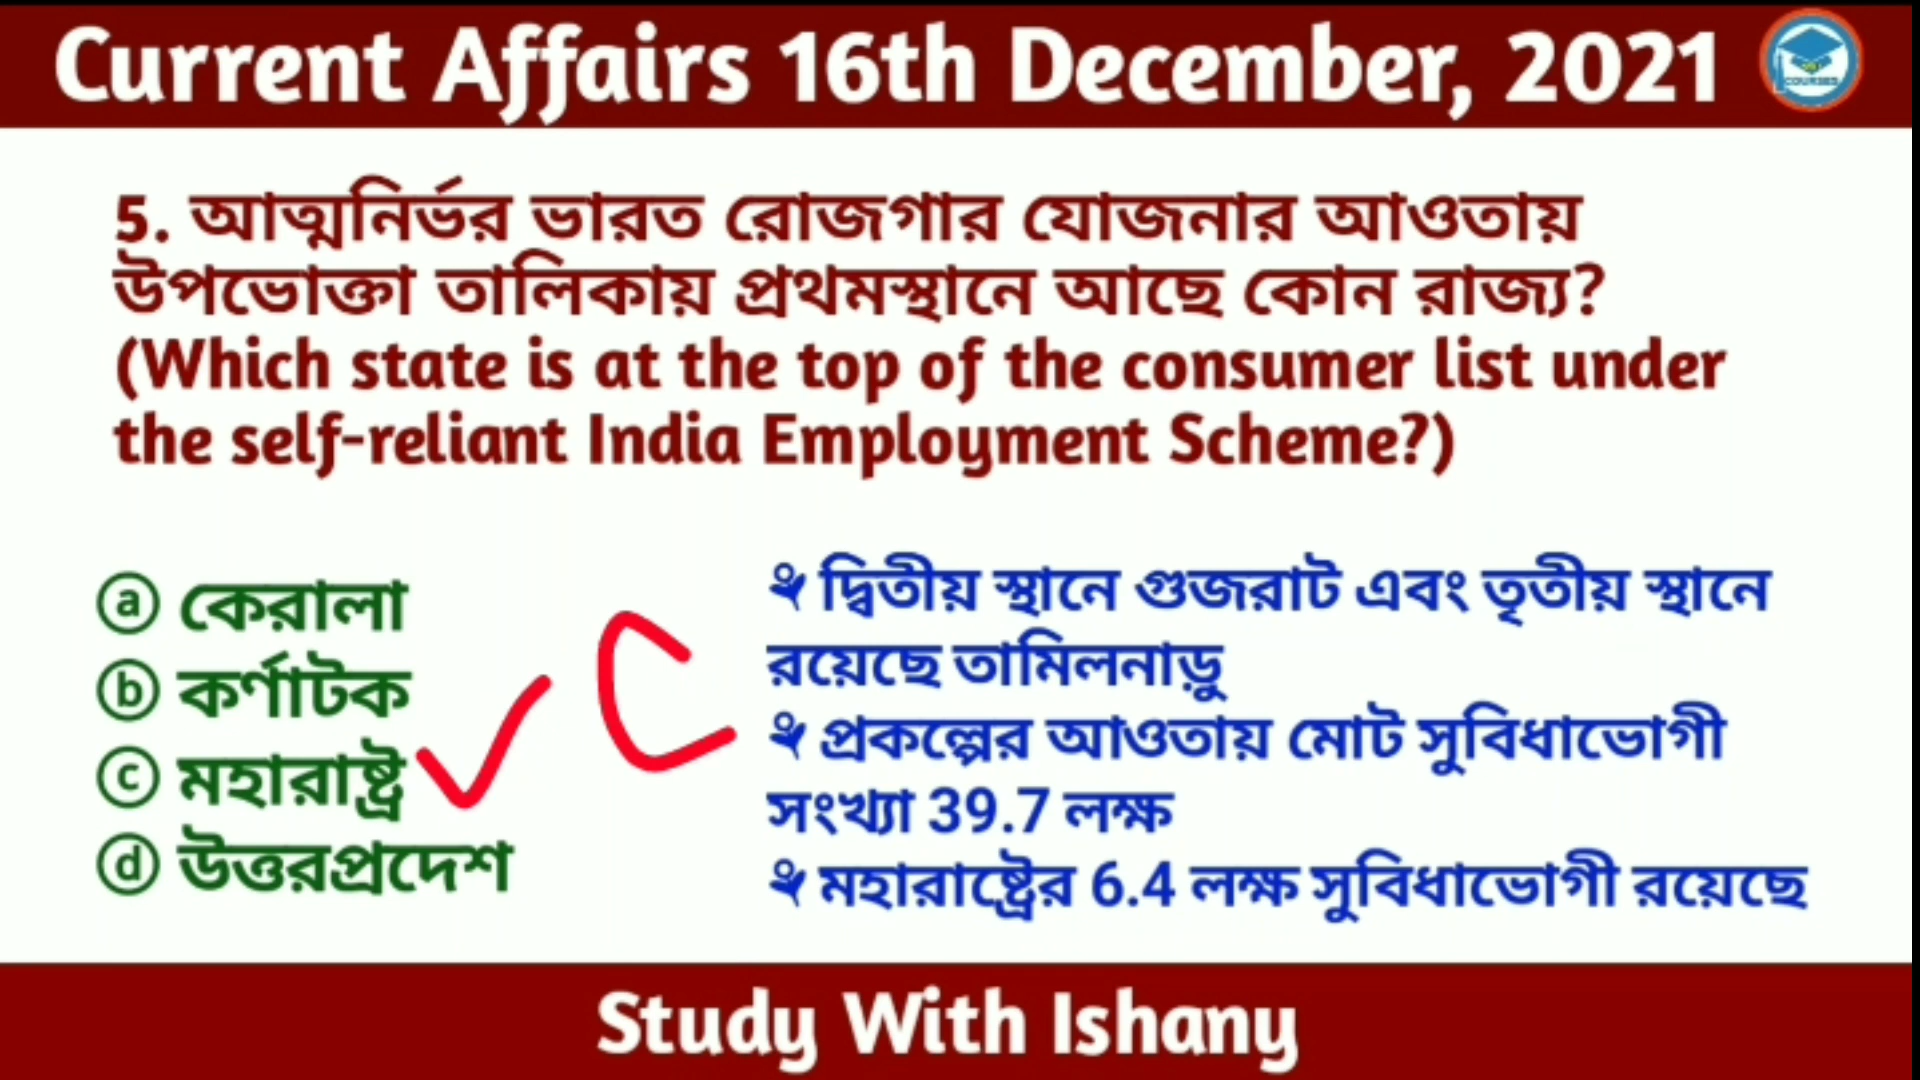 Current Affairs 16th December, 2021
COURSES
5. আত্মনির্ভর ভারত রোজগার যোজনার আওতায়
উপভোক্তা তালিকায় প্রথমস্থানে আছে কোন রাজ্য?
(Which state is at the top of the consumer list under
the self-reliant India Employment Scheme?)
ⓐ কেরালা
ⓑ কর্ণাটক
ⓒ মহারাষ্ট্র
ⓓ উত্তরপ্রদেশ
C
দ্বিতীয় স্থানে গুজরাট এবং তৃতীয় স্থানে
রয়েছে তামিলনাড়ু
প্রকল্পের আওতায় মোট সুবিধাভোগী
সংখ্যা 39.7 লক্ষ
মহারাষ্ট্রের 6.4 লক্ষ সুবিধাভোগী রয়েছে
Study With Ishany